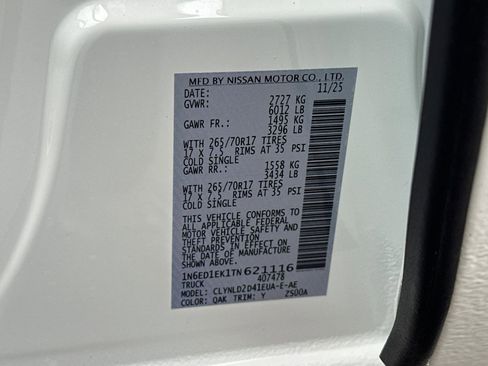 MFD BY NISSAN MOTOR CO., LTD.
DATE: 11/25
GVWR: 2727 KG
6012 LB
GAWR FR.: 1495 KG
3296 LB
WITH 265/70R17 TIRES
17 X 7.5 RIMS AT 35 PSI
COLD SINGLE
GAWR RR.: 1558 KG
3434 LB
WITH 265/70R17 TIRES
17 X 7.5 RIMS AT 35 PSI
COLD SINGLE
THIS VEHICLE CONFORMS TO
ALL APPLICABLE FEDERAL
MOTOR VEHICLE SAFETY AND
THEFT PREVENTION
STANDARDS IN EFFECT ON
THE DATE OF MANUFACTURE
SHOWN ABOVE.
1N6ED1EK1TN621116
TRUCK 407478
MODEL: CLYNLD2D41EUA-E-AE
COLOR: QAK TRIM: Y ZS00A